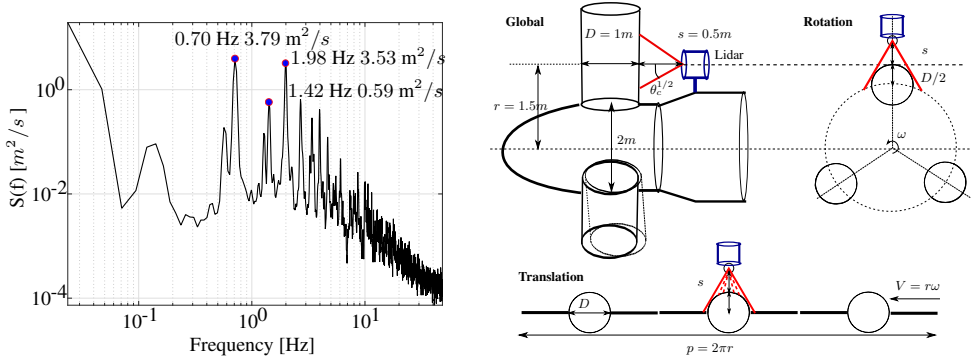 0.70 Hz 3.79 m²/s
1.98 Hz 3.53 m²/s
1.42 Hz 0.59 m²/s
10⁰
10⁻²
10⁻⁴
S(f) [m²/s]
10⁻¹
10⁰
10¹
Frequency [Hz]
Global
D = 1m
s = 0.5m
Lidar
θ_c^{1/2}
r = 1.5m
2m
Rotation
s
D/2
ω
Translation
D
s
V = rω
p = 2πr